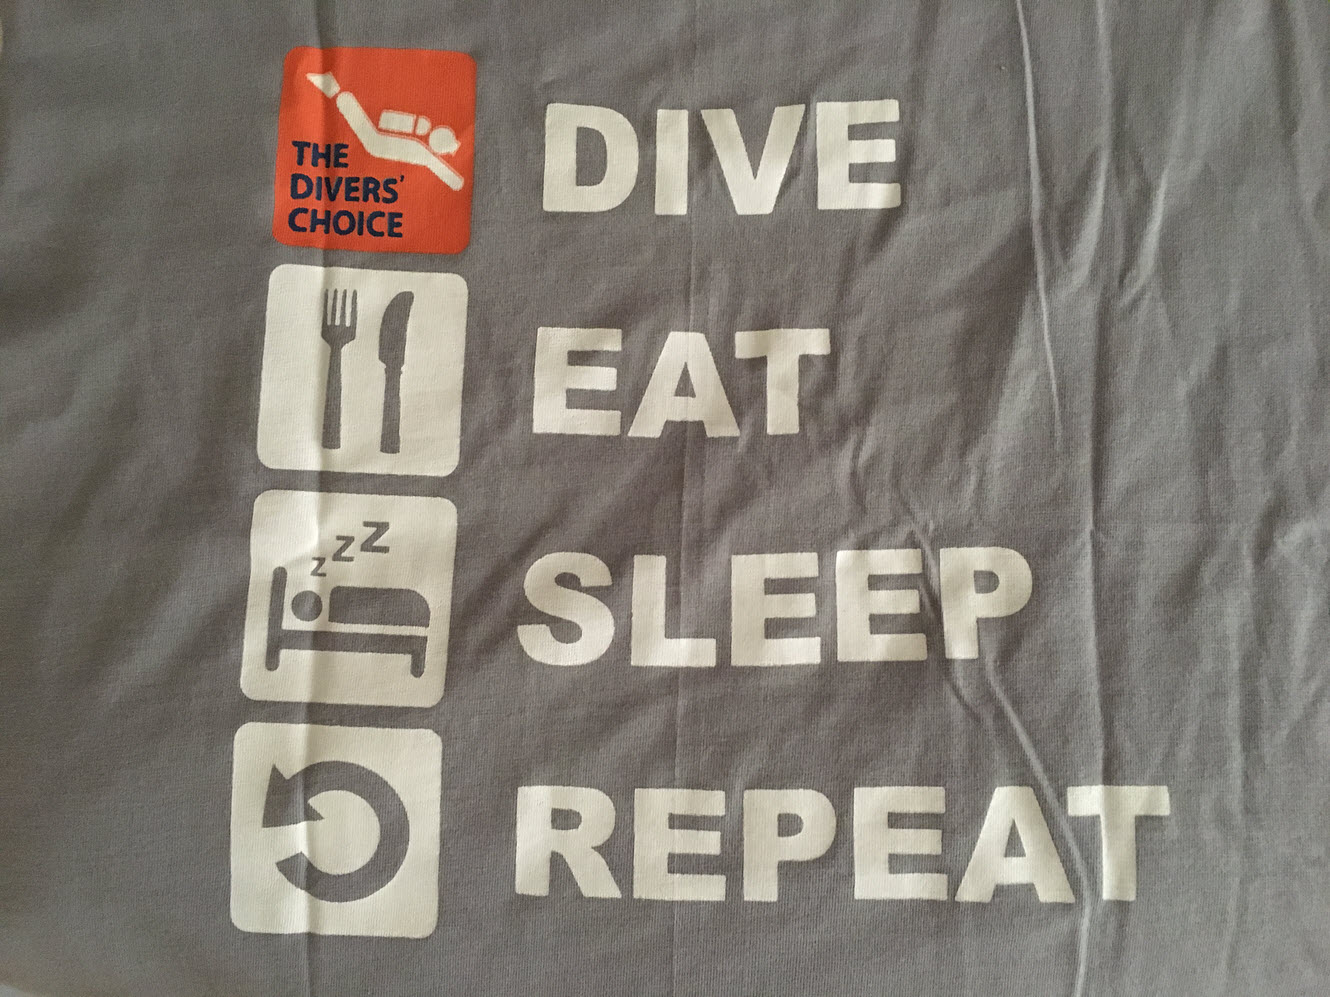 THE
DIVERS'
CHOICE
DIVE
EAT
z z Z
SLEEP
REPEAT